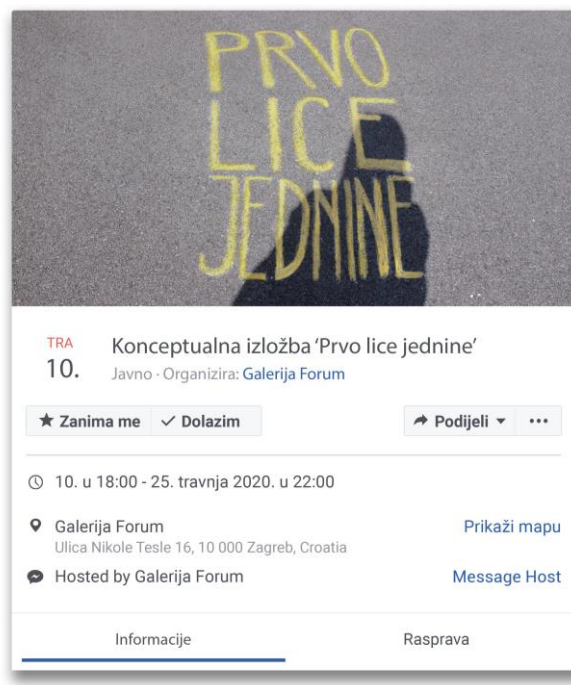 PRVO
LICE
JEDNINE
TRA
10.
Konceptualna izložba ‘Prvo lice jednine’
Javno · Organizira: Galerija Forum
Zanima me
Dolazim
Podijeli
10. u 18:00 - 25. travnja 2020. u 22:00
Galerija Forum
Prikaži mapu
Ulica Nikole Tesle 16, 10 000 Zagreb, Croatia
Hosted by Galerija Forum
Message Host
Informacije
Rasprava